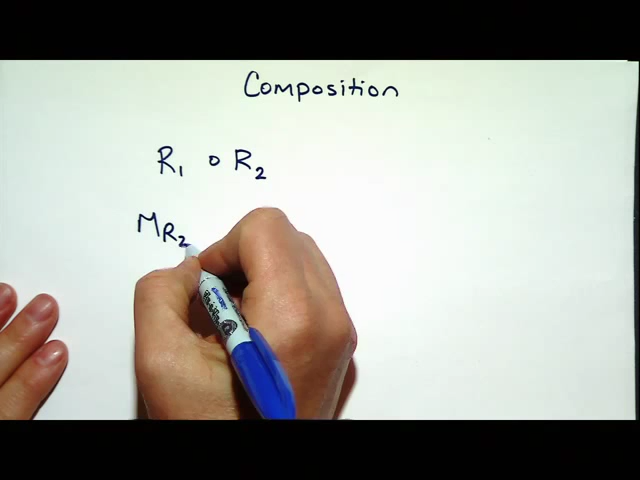 Composition
R₁ ∘ R₂
M_R₂